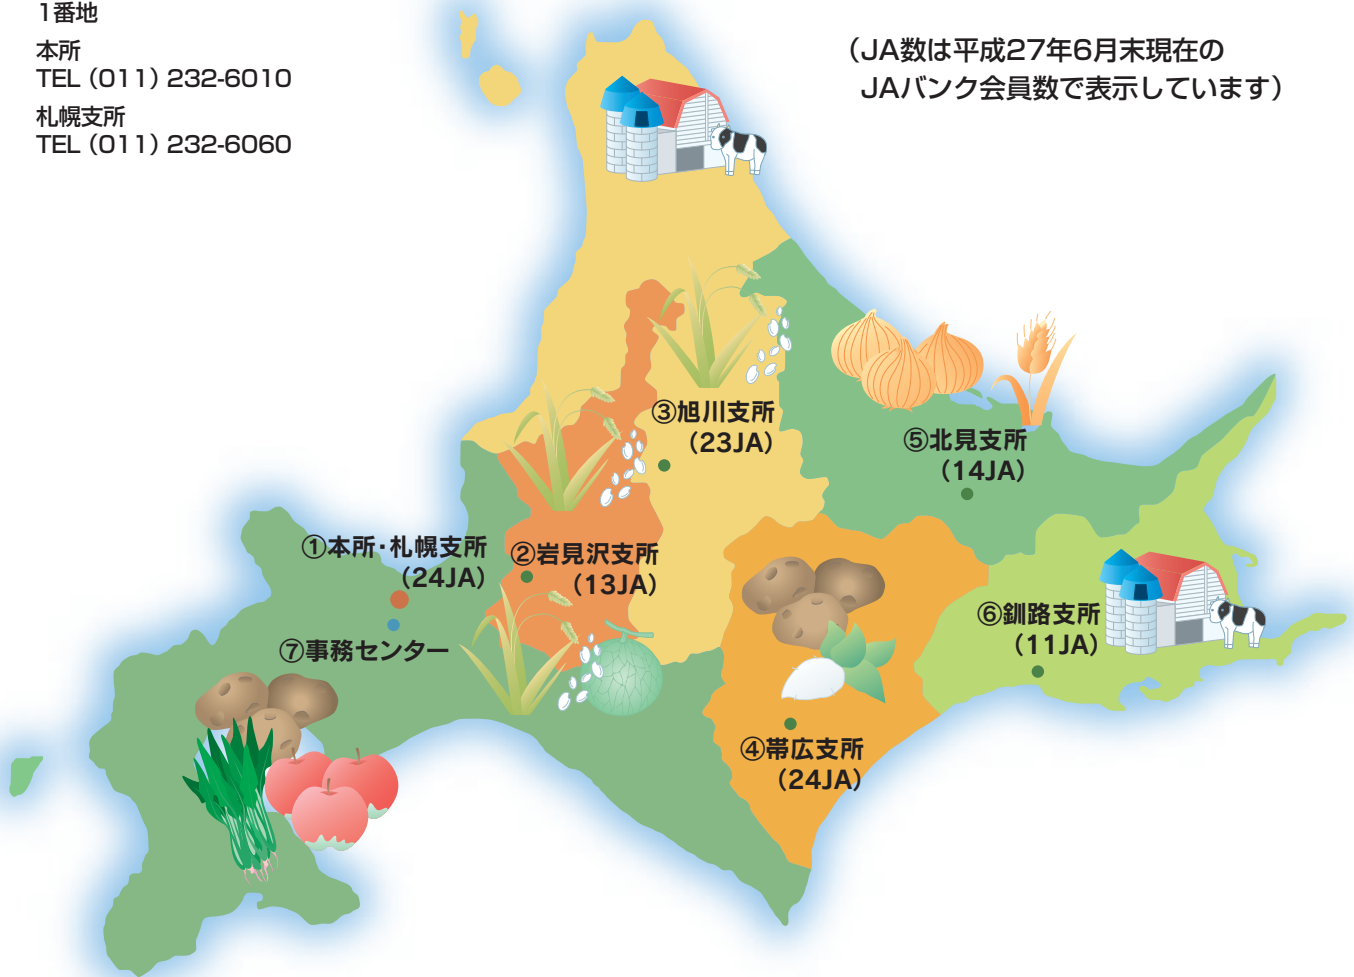 1番地
本所
TEL（011）232-6010
札幌支所
TEL（011）232-6060
（JA数は平成27年6月末現在の
JAバンク会員数で表示しています）
③旭川支所
（23JA）
⑤北見支所
（14JA）
①本所・札幌支所
（24JA）
②岩見沢支所
（13JA）
⑥釧路支所
（11JA）
⑦事務センター
④帯広支所
（24JA）